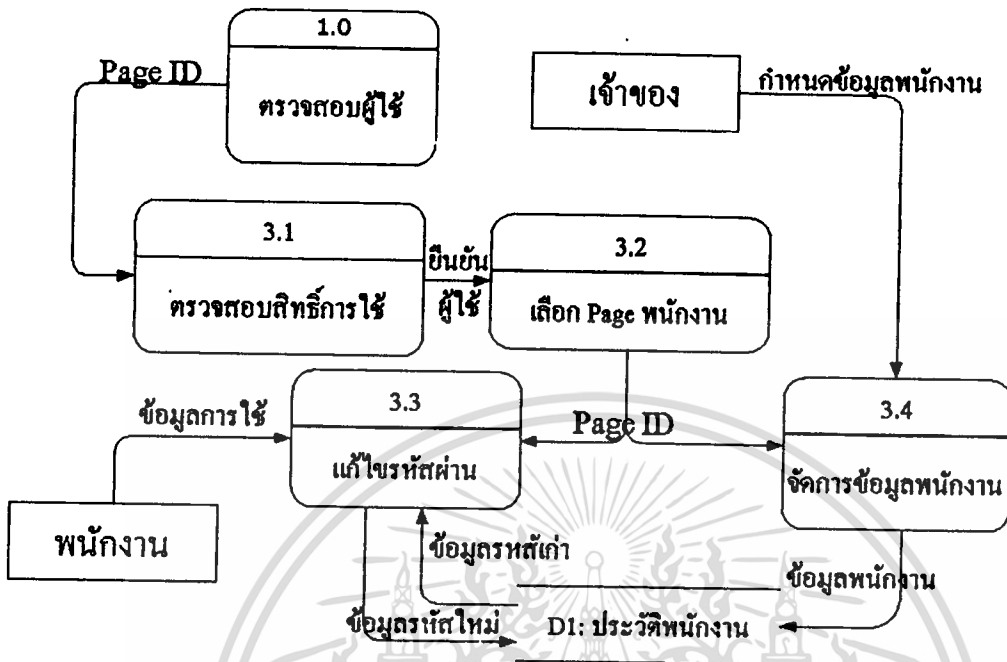 1.0
Page ID
ตรวจสอบผู้ใช้
เจ้าของ
กำหนดข้อมูลพนักงาน
3.1
ตรวจสอบสิทธิ์การใช้
ยืนยัน
ผู้ใช้
3.2
เลือก Page พนักงาน
ข้อมูลการใช้
3.3
แก้ไขรหัสผ่าน
Page ID
3.4
จัดการข้อมูลพนักงาน
พนักงาน
ข้อมูลรหสัเก่า
ข้อมูลพนักงาน
ข้อมูลรหัสใหม่
D1: ประวัติพนักงาน